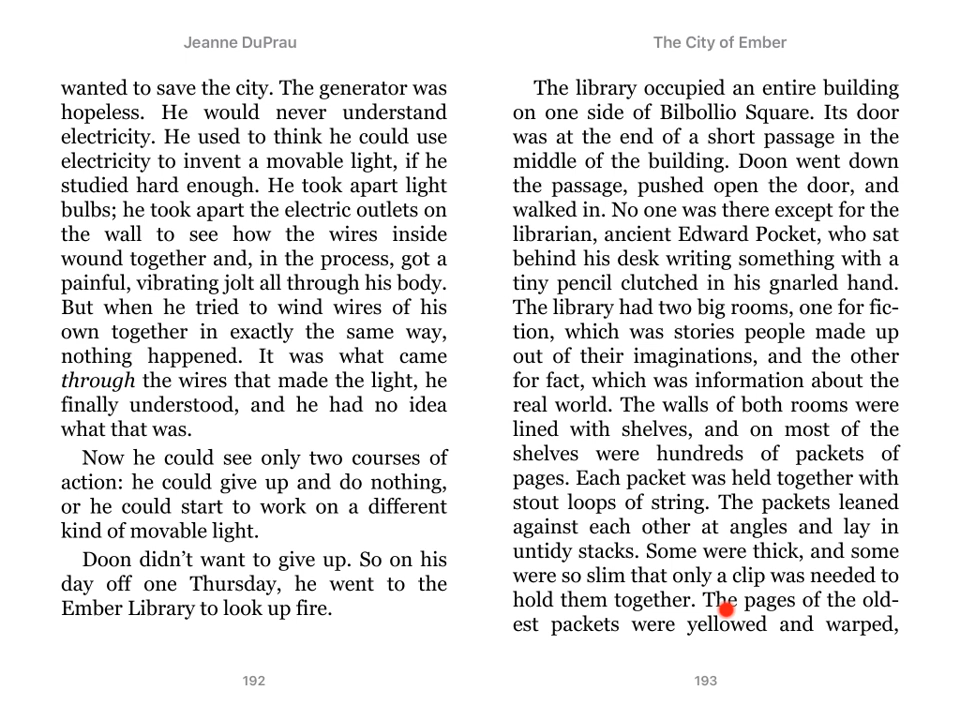 Jeanne DuPrau
wanted to save the city. The generator was
hopeless. He would never understand
electricity. He used to think he could use
electricity to invent a movable light, if he
studied hard enough. He took apart light
bulbs; he took apart the electric outlets on
the wall to see how the wires inside
wound together and, in the process, got a
painful, vibrating jolt all through his body.
But when he tried to wind wires of his
own together in exactly the same way,
nothing happened. It was what came
through the wires that made the light, he
finally understood, and he had no idea
what that was.
Now he could see only two courses of
action: he could give up and do nothing,
or he could start to work on a different
kind of movable light.
Doon didn’t want to give up. So on his
day off one Thursday, he went to the
Ember Library to look up fire.
192
The City of Ember
The library occupied an entire building
on one side of Bilbollio Square. Its door
was at the end of a short passage in the
middle of the building. Doon went down
the passage, pushed open the door, and
walked in. No one was there except for the
librarian, ancient Edward Pocket, who sat
behind his desk writing something with a
tiny pencil clutched in his gnarled hand.
The library had two big rooms, one for fic-
tion, which was stories people made up
out of their imaginations, and the other
for fact, which was information about the
real world. The walls of both rooms were
lined with shelves, and on most of the
shelves were hundreds of packets of
pages. Each packet was held together with
stout loops of string. The packets leaned
against each other at angles and lay in
untidy stacks. Some were thick, and some
were so slim that only a clip was needed to
hold them together. The pages of the old-
est packets were yellowed and warped,
193